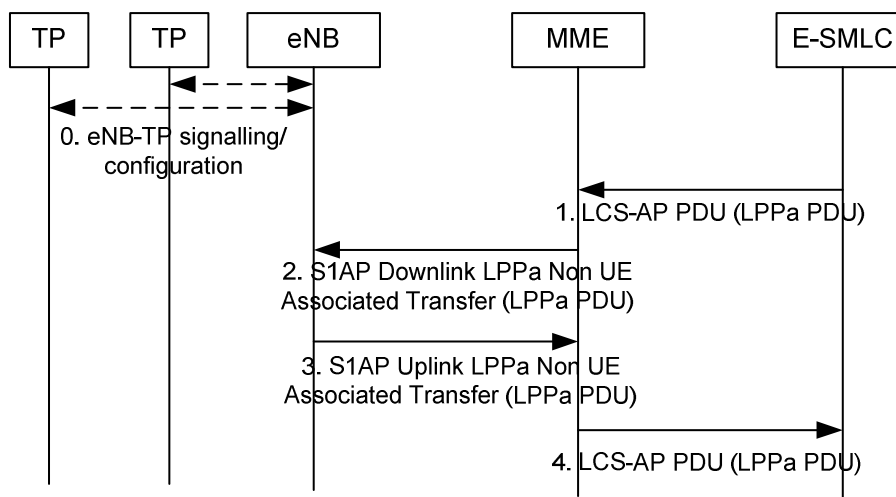 TP
TP
eNB
MME
E-SMLC
0. eNB-TP signalling/
configuration
1. LCS-AP PDU (LPPa PDU)
2. S1AP Downlink LPPa Non UE
Associated Transfer (LPPa PDU)
3. S1AP Uplink LPPa Non UE
Associated Transfer (LPPa PDU)
4. LCS-AP PDU (LPPa PDU)